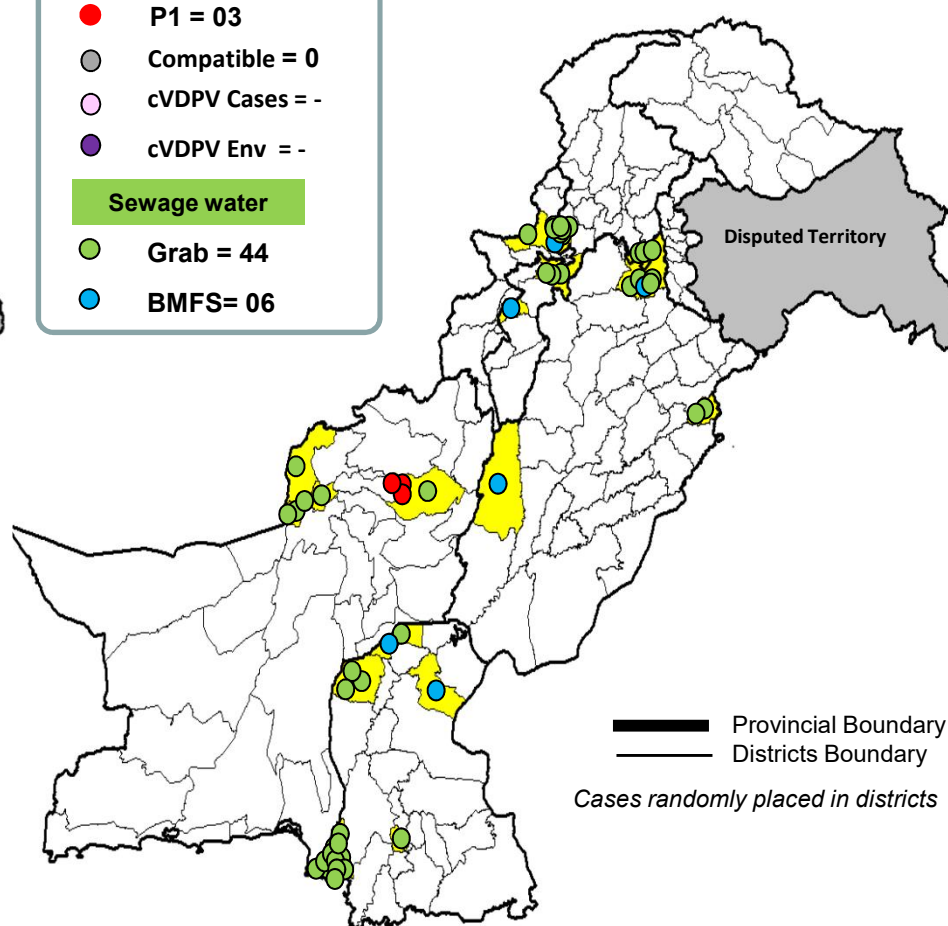 P1 = 03
Compatible = 0
cVDPV Cases = -
cVDPV Env = -
Sewage water
Grab = 44
BMFS= 06
Disputed Territory
Provincial Boundary
Districts Boundary
Cases randomly placed in districts